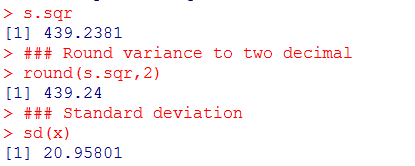 > s.sqr
[1] 439.2381
> ### Round variance to two decimal
> round(s.sqr,2)
[1] 439.24
> ### Standard deviation
> sd(x)
[1] 20.95801